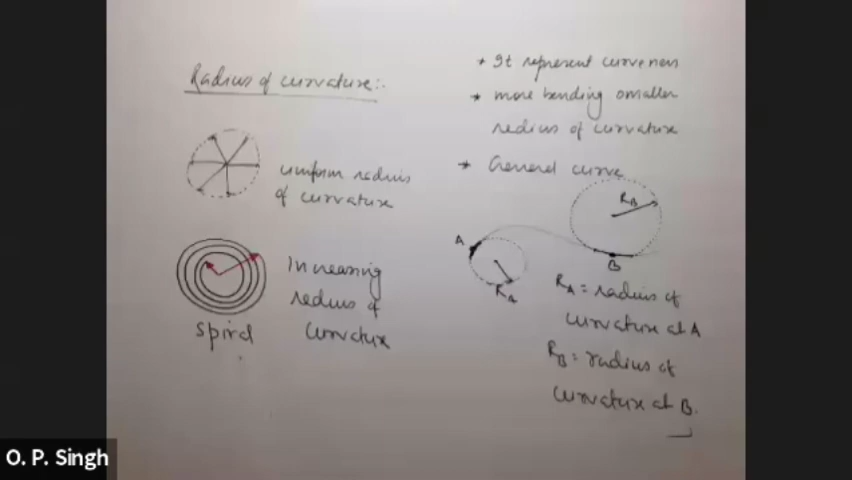 Radius of curvature:-
uniform radius
of curvature
Increasing
radius of
curvature
Spiral
* It represent curveness
* more bending smaller
radius of curvature
* General curve
RB
A
B
RA
RA = radius of
curvature at A
RB = radius of
curvature at B.
O. P. Singh